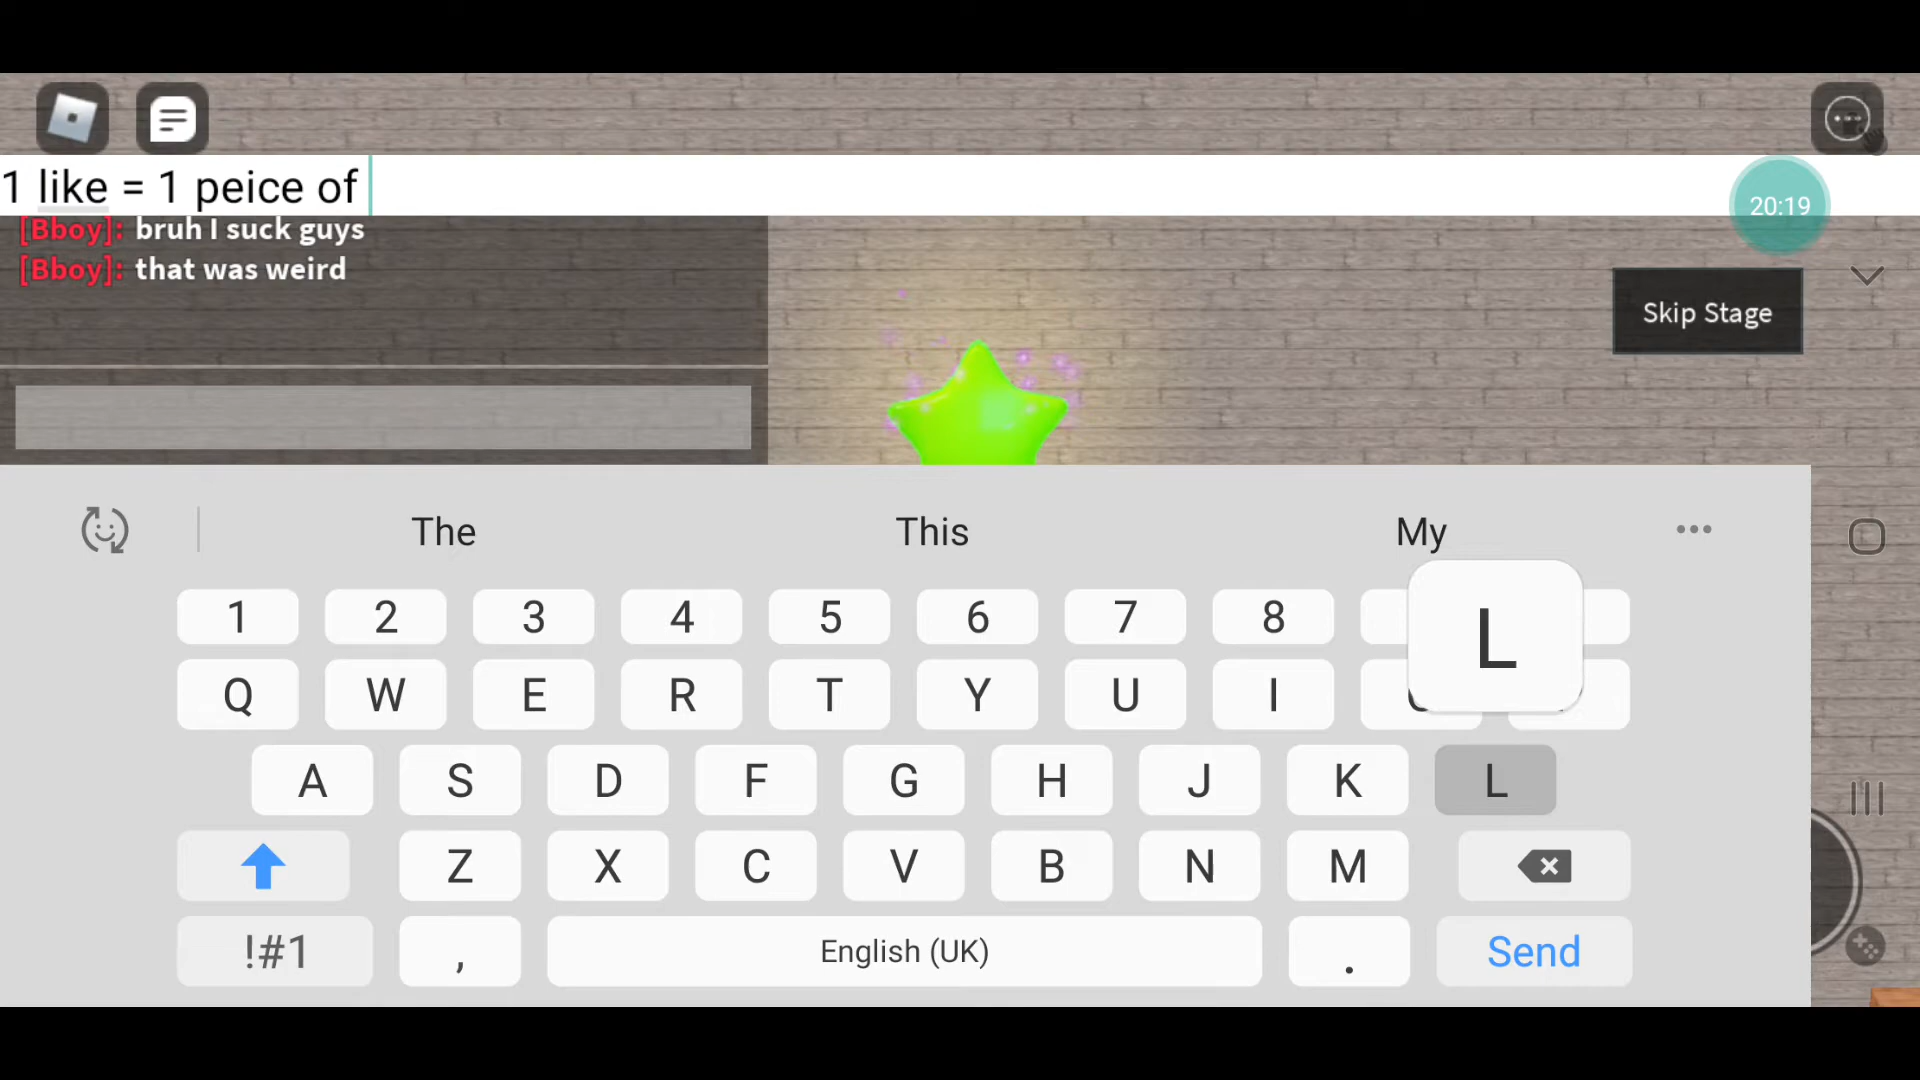 1 like = 1 peice of
20:19
[Bboy]: bruh I suck guys
[Bboy]: that was weird
Skip Stage
The This My
1 2 3 4 5 6 7 8
L
Q W E R T Y U I
A S D F G H J K L
Z X C V B N M
!#1 , English (UK) . Send